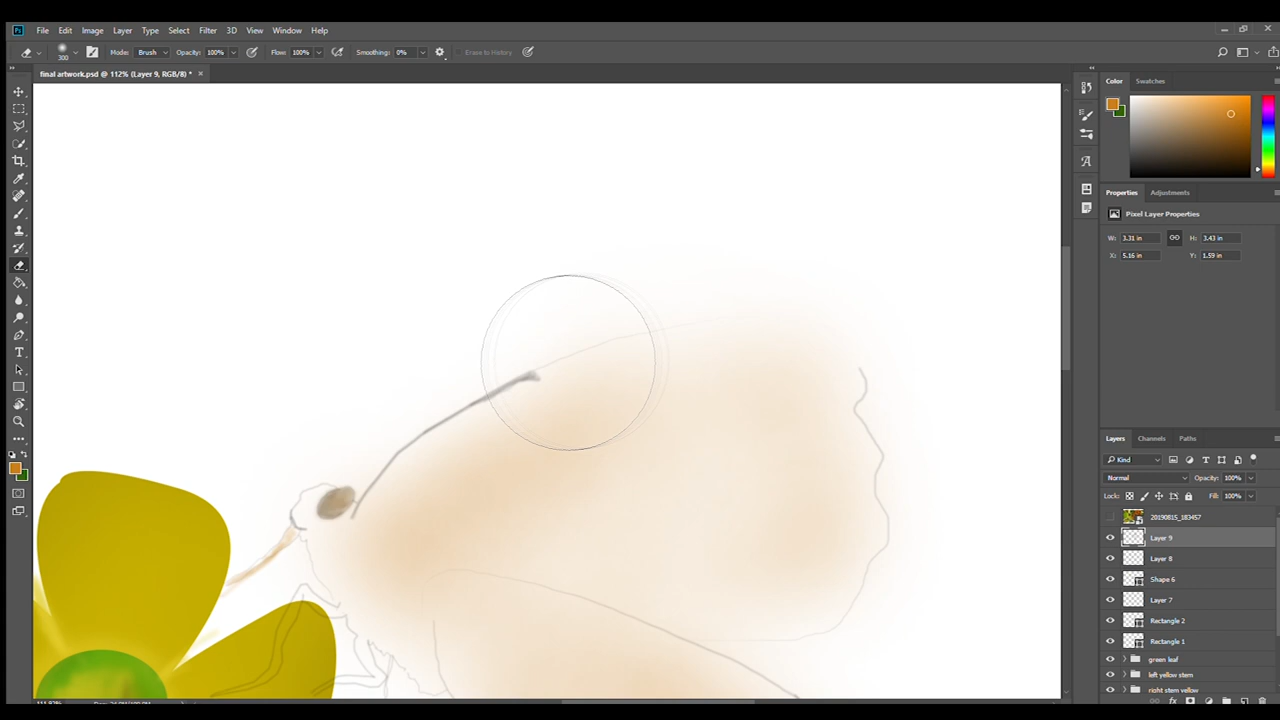 Ps File Edit Image Layer Type Select Filter 3D View Window Help
300 Mode: Brush Opacity: 100% Flow: 100% Smoothing: 0% Erase to History
final artwork.psd @ 112% (Layer 9, RGB/8) * ×
Color Swatches
Properties Adjustments
Pixel Layer Properties
W: 3.31 in H: 3.43 in
X: 5.16 in Y: 1.59 in
Layers Channels Paths
Kind
Normal Opacity: 100%
Lock: Fill: 100%
20190815_183457
Layer 9
Layer 8
Shape 6
Layer 7
Rectangle 2
Rectangle 1
green leaf
left yellow stem
right stem yellow